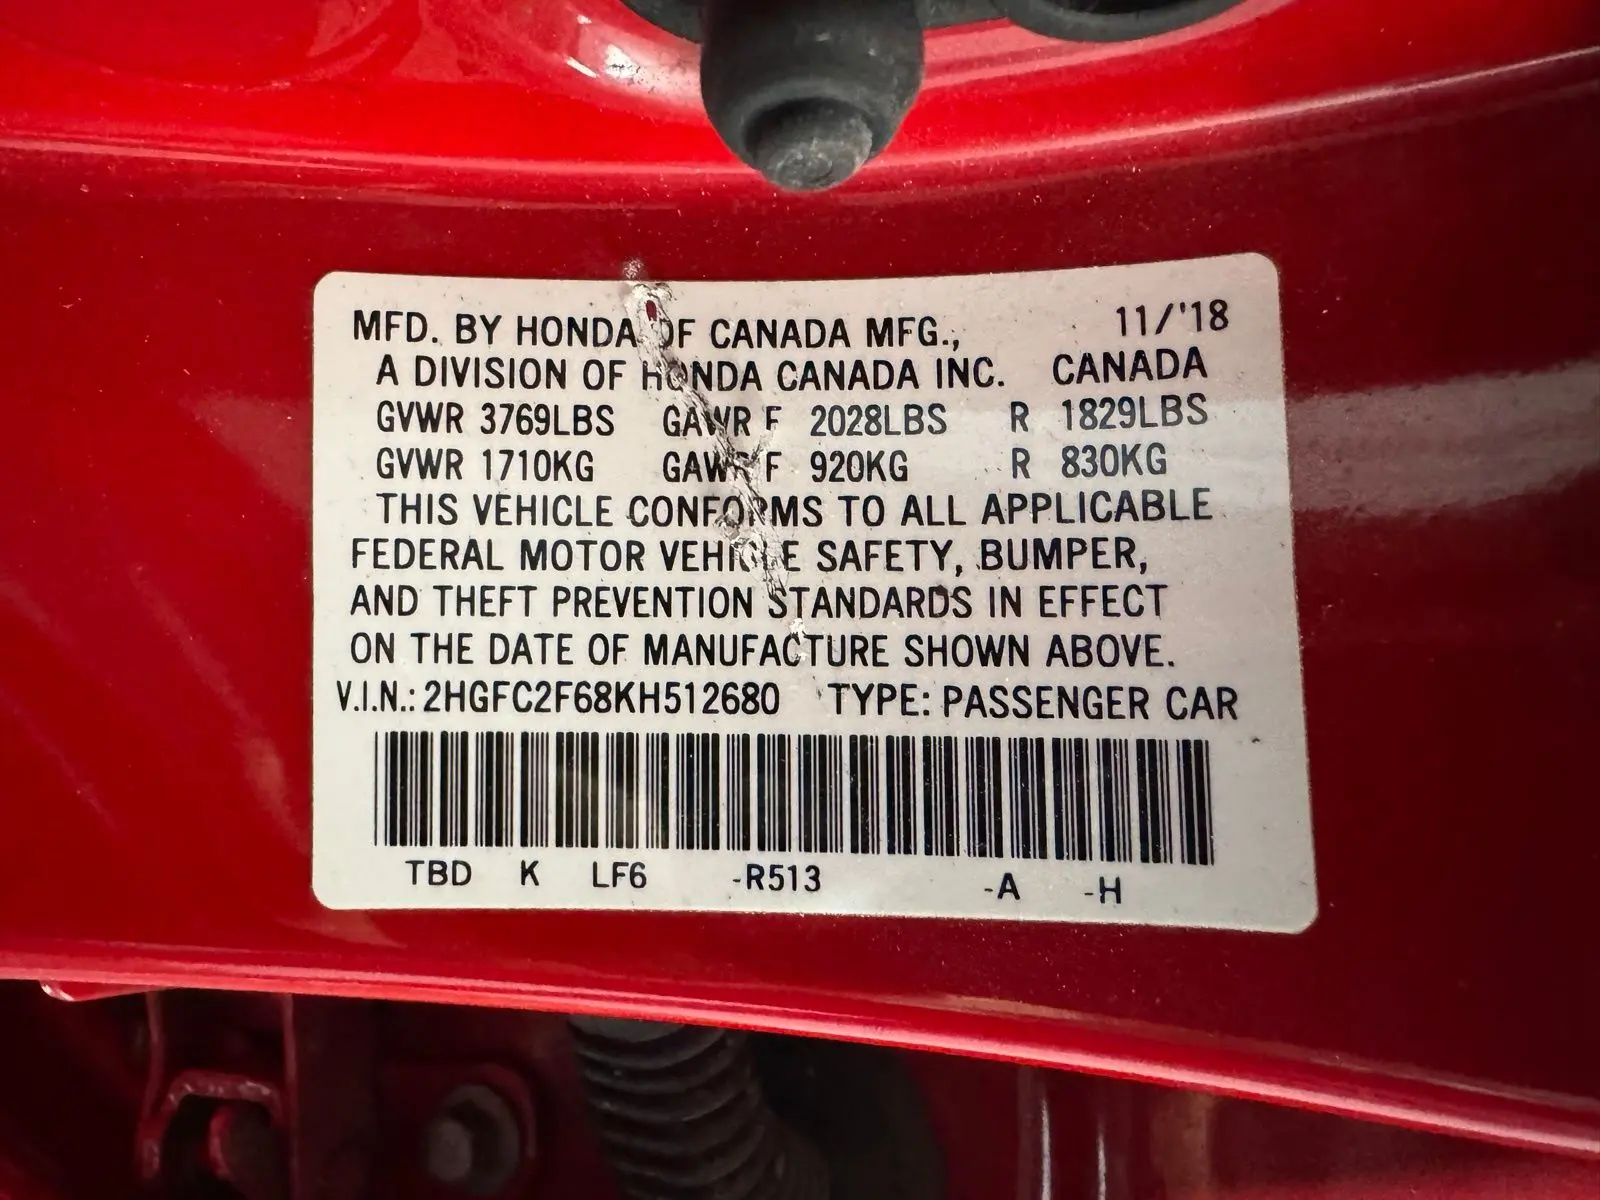 MFD. BY HONDA OF CANADA MFG., 11/'18
A DIVISION OF HONDA CANADA INC. CANADA
GVWR 3769LBS GAWR F 2028LBS R 1829LBS
GVWR 1710KG GAWR F 920KG R 830KG
THIS VEHICLE CONFORMS TO ALL APPLICABLE
FEDERAL MOTOR VEHICLE SAFETY, BUMPER,
AND THEFT PREVENTION STANDARDS IN EFFECT
ON THE DATE OF MANUFACTURE SHOWN ABOVE.
V.I.N.: 2HGFC2F68KH512680 TYPE: PASSENGER CAR
TBD K LF6 -R513 -A -H